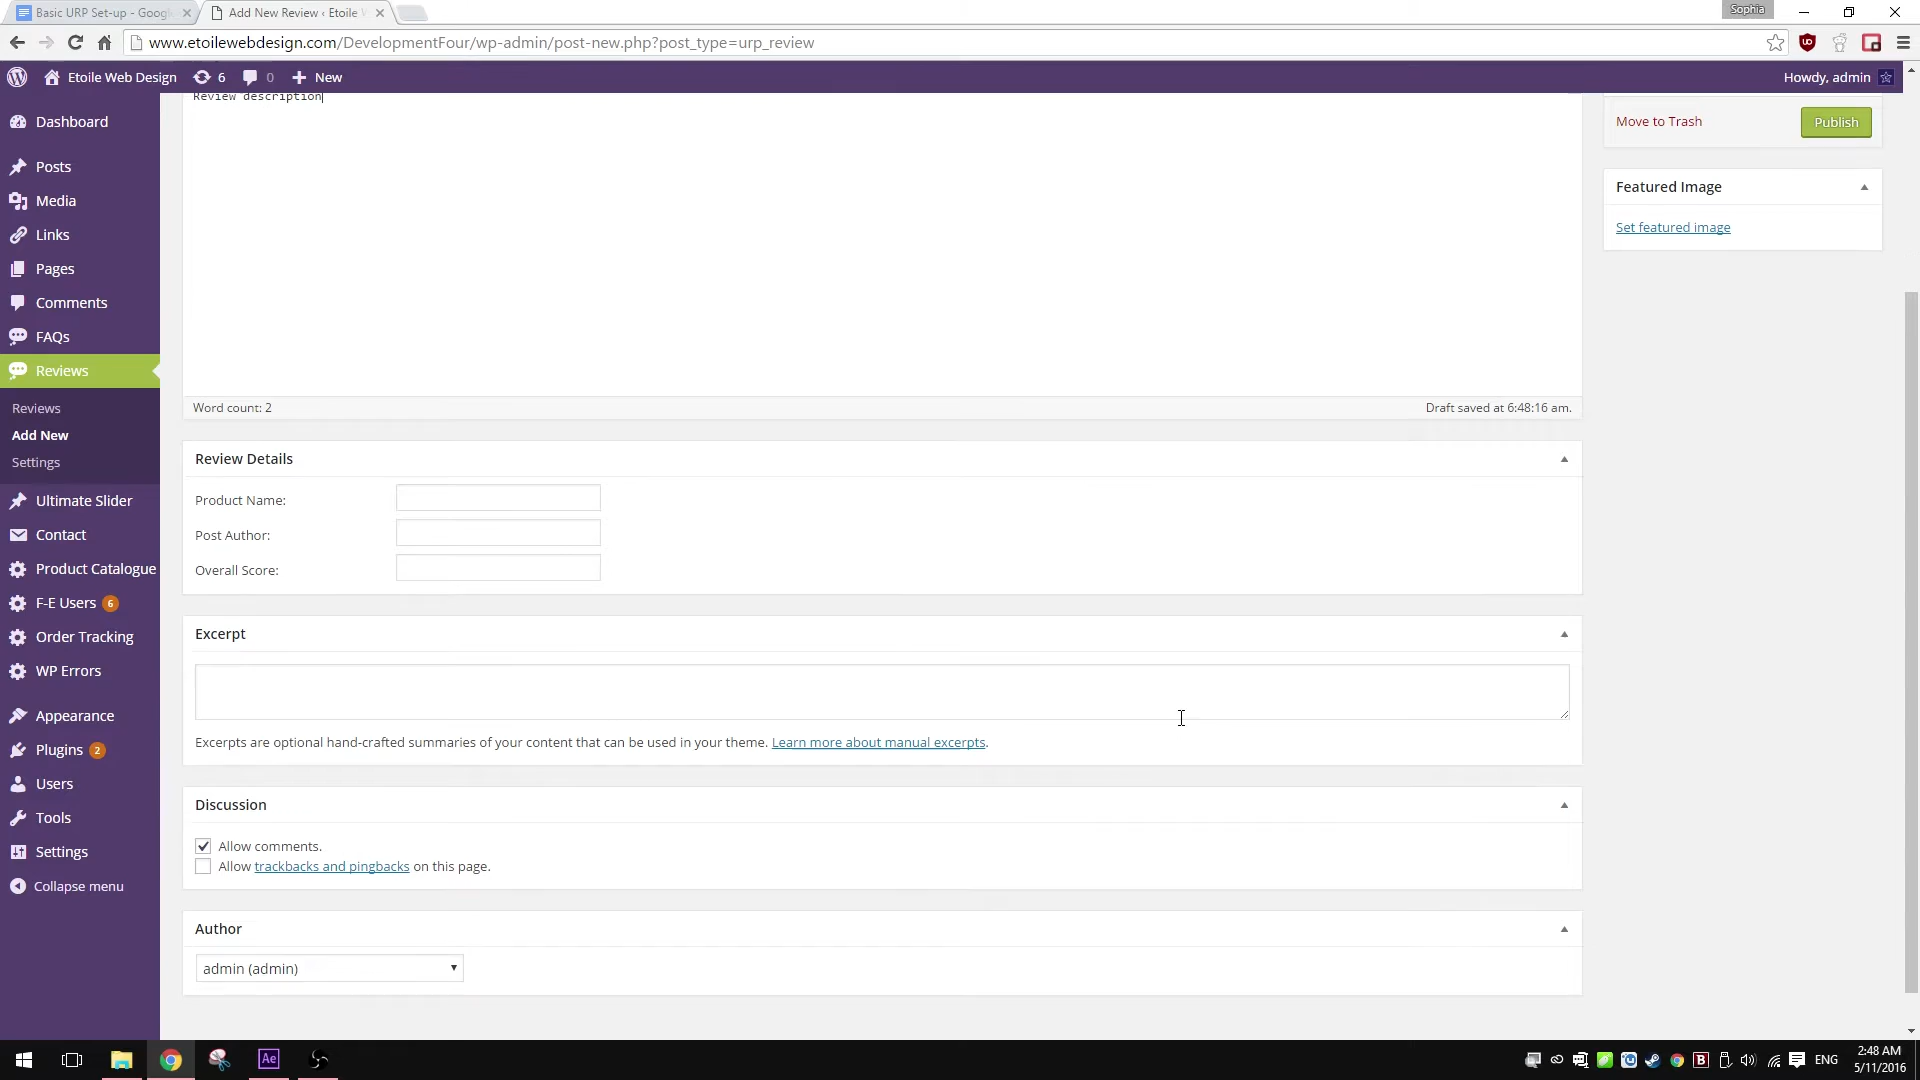 Basic URP Set-up - Googl
Add New Review ‹ Etoile W
Sophia
www.etoilewebdesign.com/DevelopmentFour/wp-admin/post-new.php?post_type=urp_review
Etoile Web Design
6
0
New
Howdy, admin
Dashboard
Posts
Media
Links
Pages
Comments
FAQs
Reviews
Reviews
Add New
Settings
Ultimate Slider
Contact
Product Catalogue
F-E Users 6
Order Tracking
WP Errors
Appearance
Plugins 2
Users
Tools
Settings
Collapse menu
Review description
Word count: 2
Draft saved at 6:48:16 am.
Review Details
Product Name:
Post Author:
Overall Score:
Excerpt
Excerpts are optional hand-crafted summaries of your content that can be used in your theme. Learn more about manual excerpts.
Discussion
Allow comments.
Allow trackbacks and pingbacks on this page.
Author
admin (admin)
Move to Trash
Publish
Featured Image
Set featured image
Ae
B
ENG
2:48 AM
5/11/2016